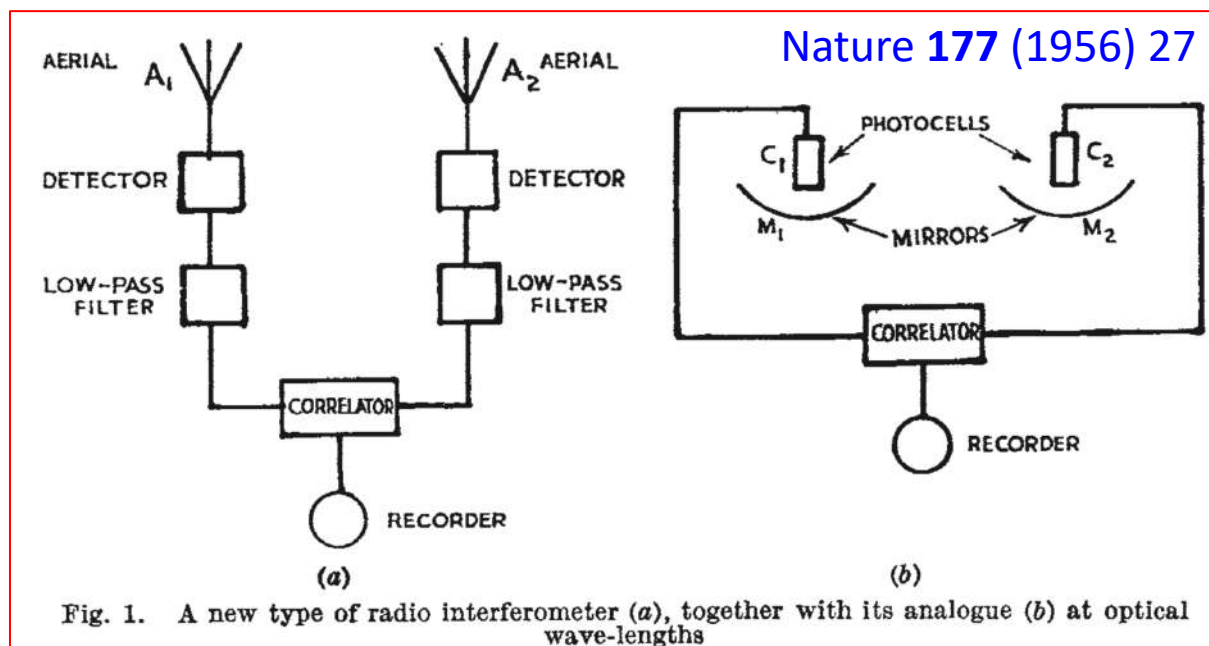 Nature 177 (1956) 27
AERIAL
A₁
A₂
AERIAL
DETECTOR
DETECTOR
LOW-PASS
FILTER
LOW-PASS
FILTER
CORRELATOR
RECORDER
(a)
PHOTOCELLS
C₁
C₂
M₁
MIRRORS
M₂
CORRELATOR
RECORDER
(b)
Fig. 1. A new type of radio interferometer (a), together with its analogue (b) at optical
wave-lengths